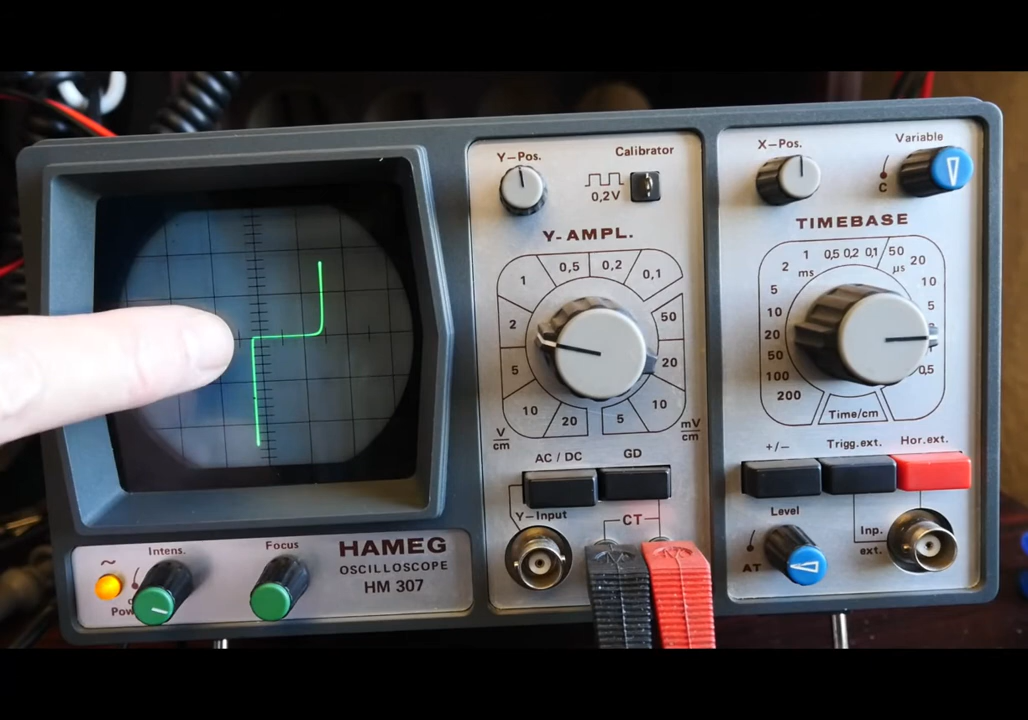 Y-Pos.
Calibrator
0,2V
Y-AMPL.
1
0,5
0,2
0,1
2
50
5
20
10
20
5
10
V
cm
mV
cm
AC / DC
GD
Y-Input
CT
X-Pos.
Variable
C
TIMEBASE
2
1
ms
0,5
0,2
0,1
50
µs
20
5
10
10
5
20
50
100
200
1
0,5
Time/cm
+/-
Trigg.ext.
Hor.ext.
Level
AT
Inp.
ext.
~
Intens.
Focus
Pow
HAMEG
OSCILLOSCOPE
HM 307